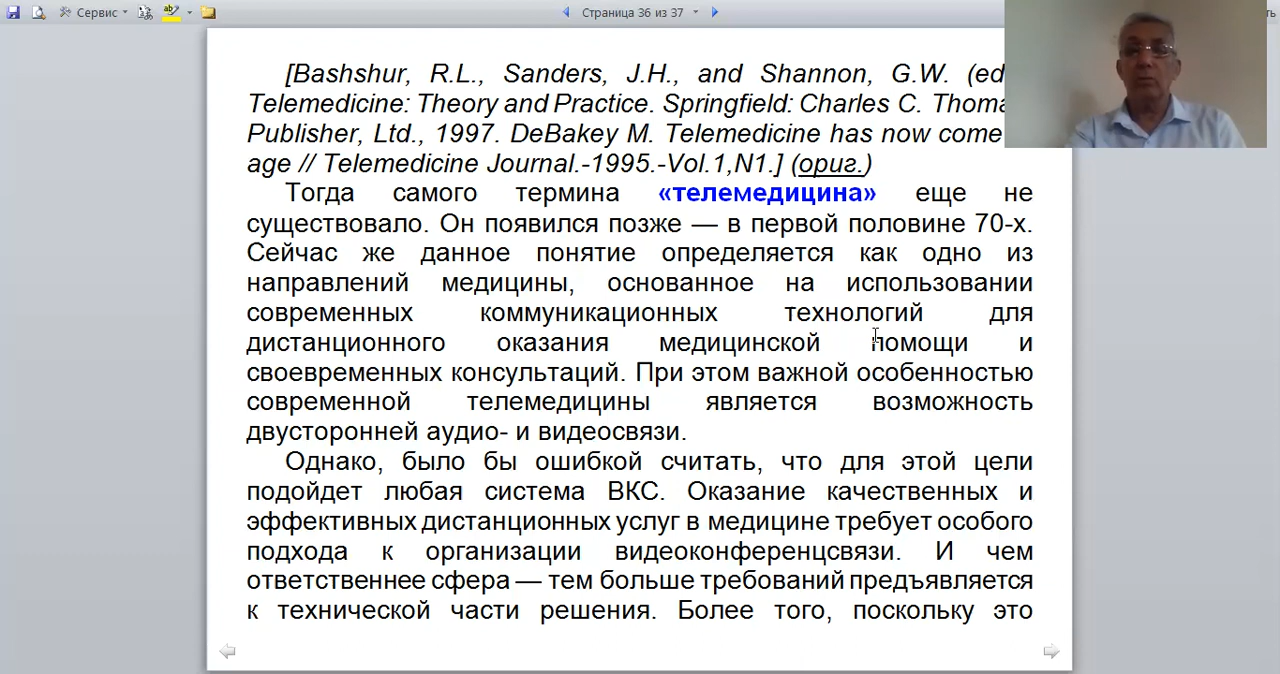 Сервис
Страница 36 из 37
[Bashshur, R.L., Sanders, J.H., and Shannon, G.W. (ed
Telemedicine: Theory and Practice. Springfield: Charles C. Thoma
Publisher, Ltd., 1997. DeBakey M. Telemedicine has now come
age // Telemedicine Journal.-1995.-Vol.1,N1.] (ориг.)
Тогда самого термина «телемедицина» еще не
существовало. Он появился позже — в первой половине 70-х.
Сейчас же данное понятие определяется как одно из
направлений медицины, основанное на использовании
современных коммуникационных технологий для
дистанционного оказания медицинской помощи и
своевременных консультаций. При этом важной особенностью
современной телемедицины является возможность
двусторонней аудио- и видеосвязи.
Однако, было бы ошибкой считать, что для этой цели
подойдет любая система ВКС. Оказание качественных и
эффективных дистанционных услуг в медицине требует особого
подхода к организации видеоконференцсвязи. И чем
ответственнее сфера — тем больше требований предъявляется
к технической части решения. Более того, поскольку это